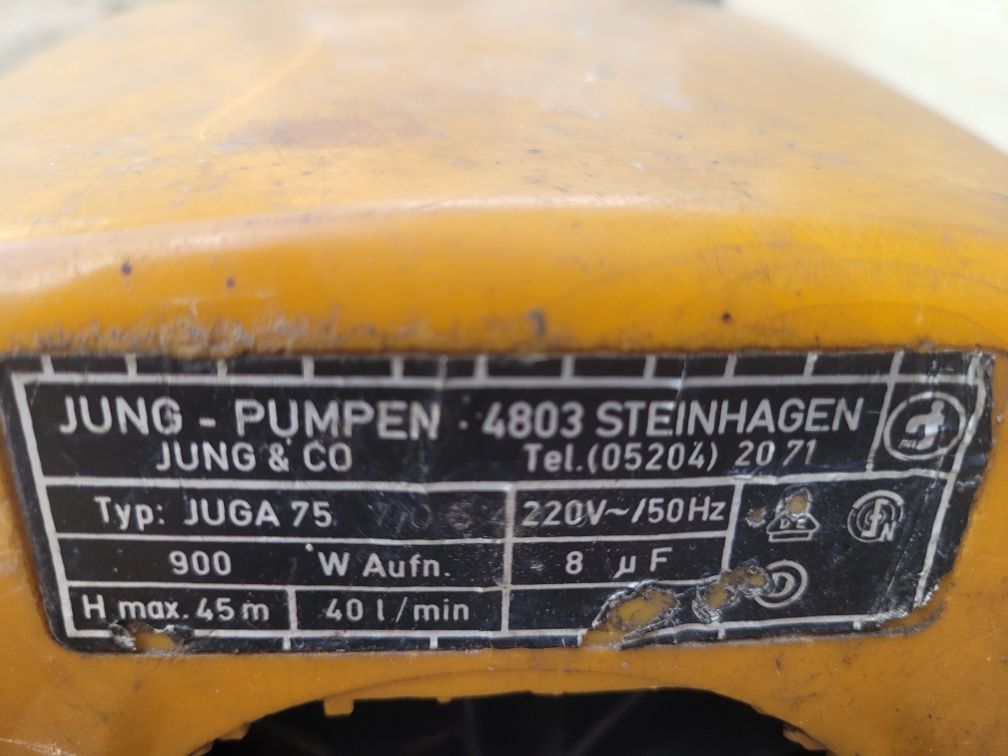 JUNG - PUMPEN · 4803 STEINHAGEN
JUNG & CO Tel.(05204) 20 71
Typ: JUGA 75 220V~/50Hz
900 W Aufn. 8 µF
H max. 45 m 40 l/min